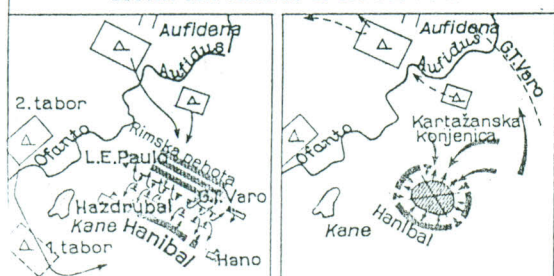 Aufidena
Aufidus
2. tabor
Ofanto
Rimska pehota
L.E. Paulo
G.T. Varo
Hazdrubal
Kane Hanibal
1. tabor
Hano
Aufidena
Aufidus
G.T. Varo
Kartažanska
konjenica
Ofanto
Kane
Hanibal